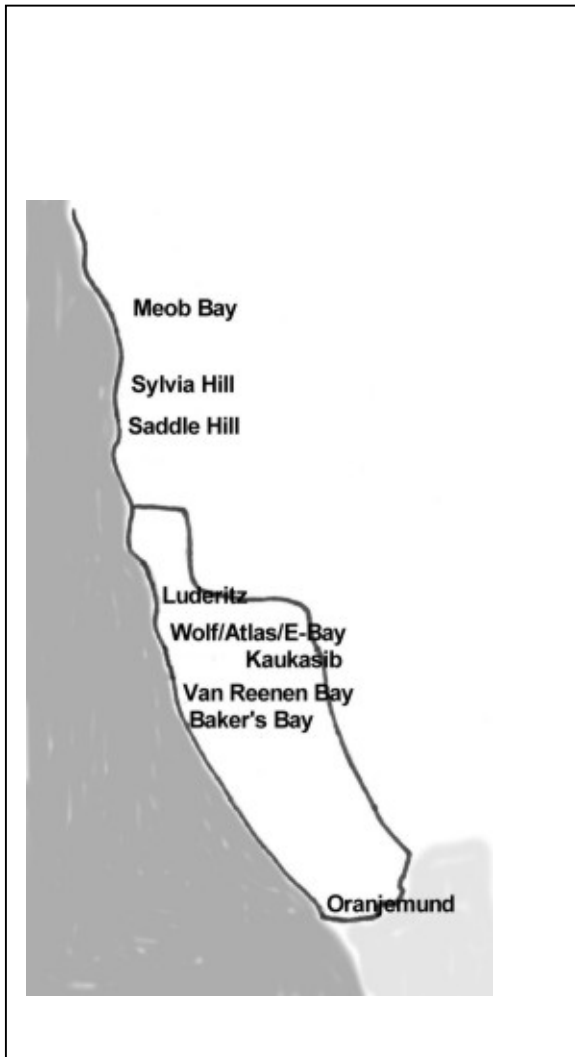 Meob Bay
Sylvia Hill
Saddle Hill
Luderitz
Wolf/Atlas/E-Bay
Kaukasib
Van Reenen Bay
Baker's Bay
Oranjemund